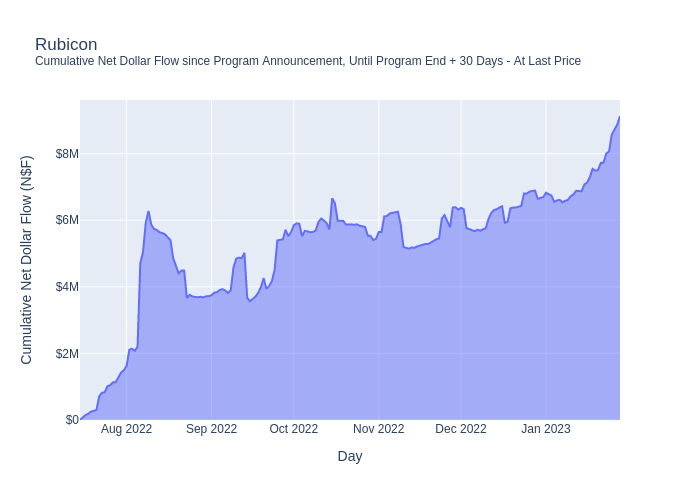 Rubicon
Cumulative Net Dollar Flow since Program Announcement, Until Program End + 30 Days - At Last Price
Cumulative Net Dollar Flow (N$F)
$8M
$6M
$4M
$2M
$0
Aug 2022 Sep 2022 Oct 2022 Nov 2022 Dec 2022 Jan 2023
Day